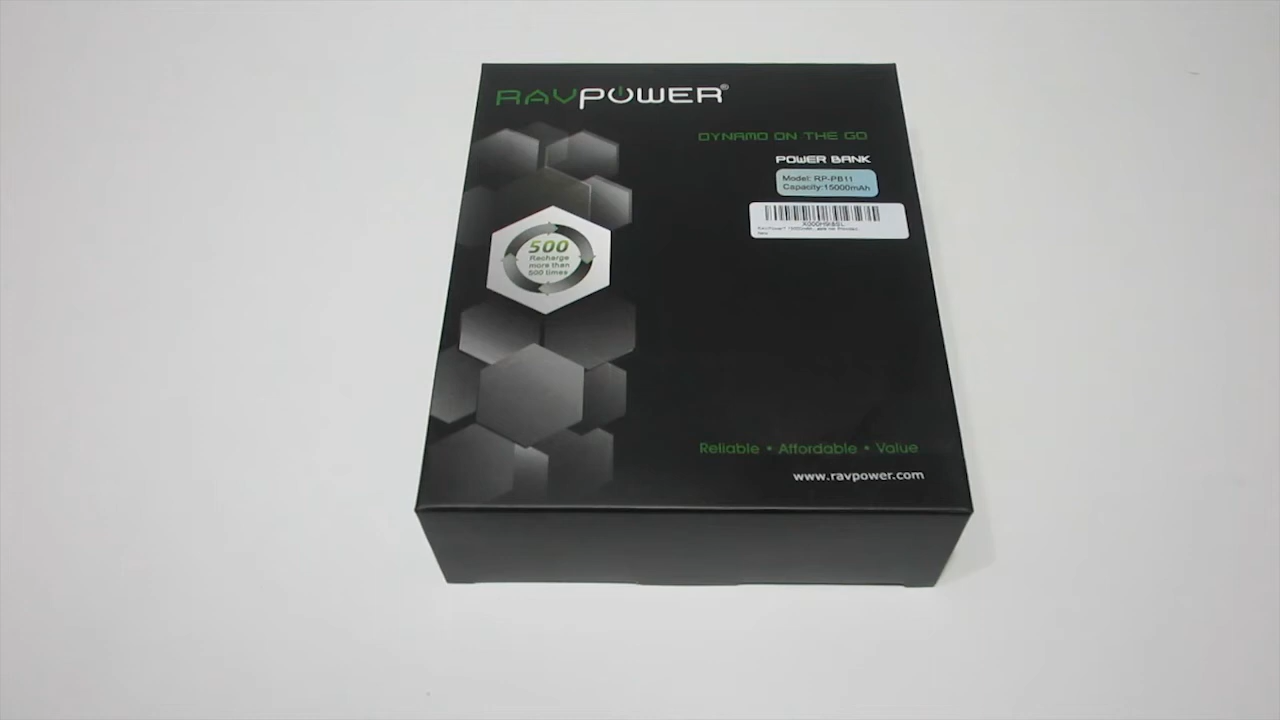 RAVPOWER®
DYNAMO ON THE GO
POWER BANK
Model: RP-PB11
Capacity:15000mAh
500
Recharge
more than
500 times
Reliable • Affordable • Value
www.ravpower.com